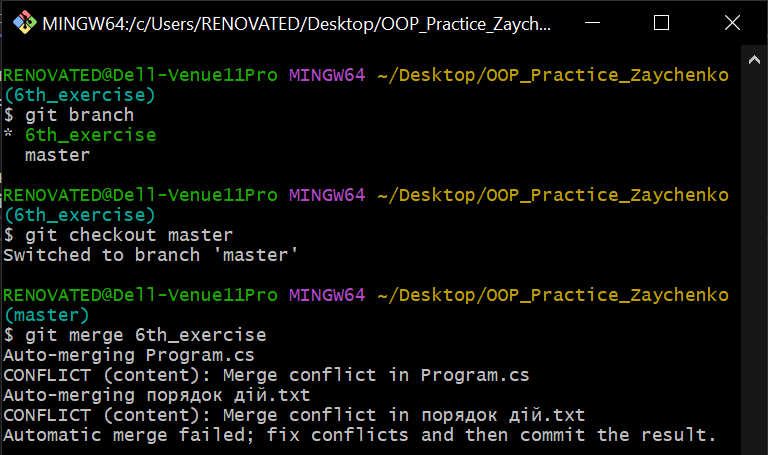 MINGW64:/c/Users/RENOVATED/Desktop/OOP_Practice_Zaych...
RENOVATED@Dell-Venue11Pro MINGW64 ~/Desktop/OOP_Practice_Zaychenko
(6th_exercise)
$ git branch
* 6th_exercise
master
RENOVATED@Dell-Venue11Pro MINGW64 ~/Desktop/OOP_Practice_Zaychenko
(6th_exercise)
$ git checkout master
Switched to branch 'master'
RENOVATED@Dell-Venue11Pro MINGW64 ~/Desktop/OOP_Practice_Zaychenko
(master)
$ git merge 6th_exercise
Auto-merging Program.cs
CONFLICT (content): Merge conflict in Program.cs
Auto-merging порядок дій.txt
CONFLICT (content): Merge conflict in порядок дій.txt
Automatic merge failed; fix conflicts and then commit the result.